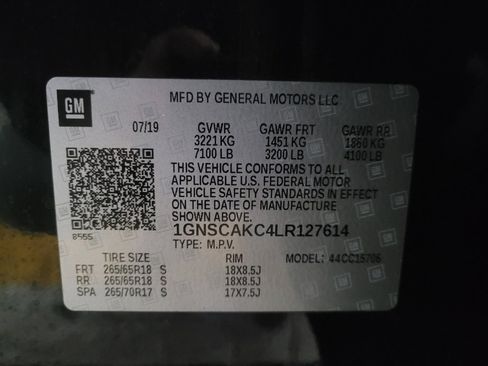 GM
MFD BY GENERAL MOTORS LLC
07/19 GVWR GAWR FRT GAWR RR
3221 KG 1451 KG 1860 KG
7100 LB 3200 LB 4100 LB
THIS VEHICLE CONFORMS TO ALL
APPLICABLE U.S. FEDERAL MOTOR
VEHICLE SAFETY STANDARDS IN EFFECT
ON THE DATE OF MANUFACTURE
SHOWN ABOVE.
8555 1GNSCAKC4LR127614
TYPE: M.P.V. MODEL: 44CC15706
TIRE SIZE RIM
FRT 265/65R18 S 18X8.5J
RR 265/65R18 S 18X8.5J
SPA 265/70R17 S 17X7.5J